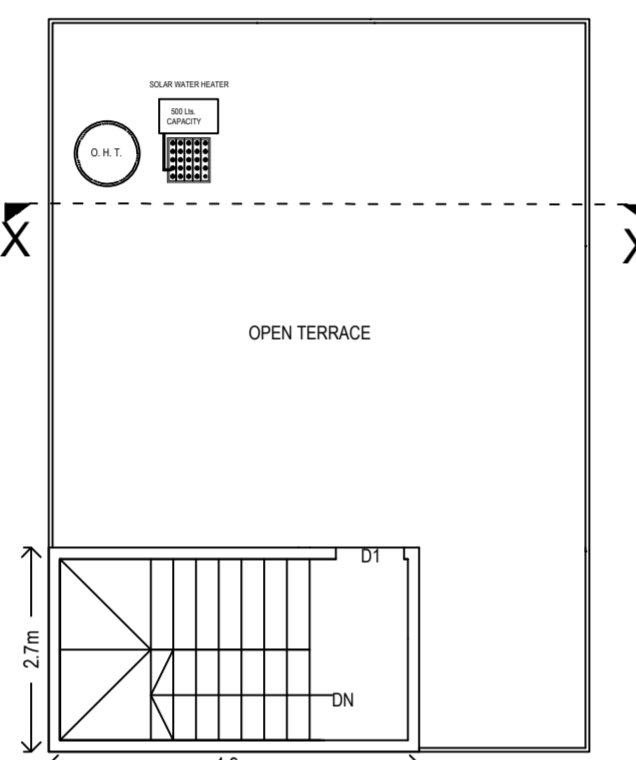 SOLAR WATER HEATER
500 Lts.
CAPACITY
O. H. T.
X
OPEN TERRACE
D1
2.7m
DN